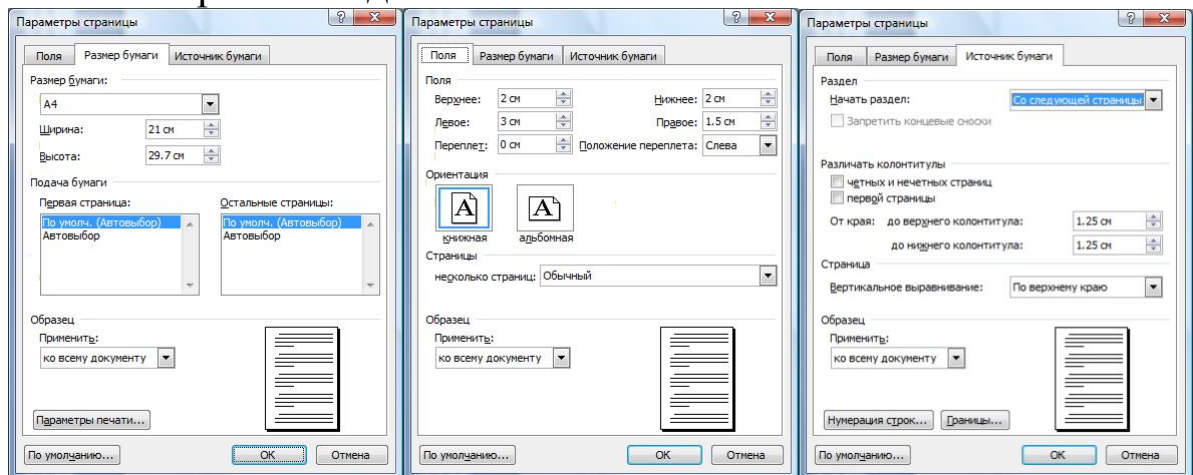 Параметры страницы
Поля Размер бумаги Источник бумаги
Размер бумаги:
A4
Ширина: 21 см
Высота: 29.7 см
Подача бумаги
Первая страница: Остальные страницы:
По умолч. (Автовыбор) По умолч. (Автовыбор)
Автовыбор Автовыбор
Образец
Применить:
ко всему документу
Параметры печати...
По умолчанию... ОК Отмена
Параметры страницы
Поля Размер бумаги Источник бумаги
Поля
Верхнее: 2 см Нижнее: 2 см
Левое: 3 см Правое: 1.5 см
Переплет: 0 см Положение переплета: Слева
Ориентация
книжная альбомная
Страницы
несколько страниц: Обычный
Образец
Применить:
ко всему документу
По умолчанию... ОК Отмена
Параметры страницы
Поля Размер бумаги Источник бумаги
Раздел
Начать раздел: Со следующей страницы
Запретить концевые сноски
Различать колонтитулы
четных и нечетных страниц
первой страницы
От края: до верхнего колонтитула: 1.25 см
до нижнего колонтитула: 1.25 см
Страница
Вертикальное выравнивание: По верхнему краю
Образец
Применить:
ко всему документу
Нумерация строк... Границы...
По умолчанию... ОК Отмена